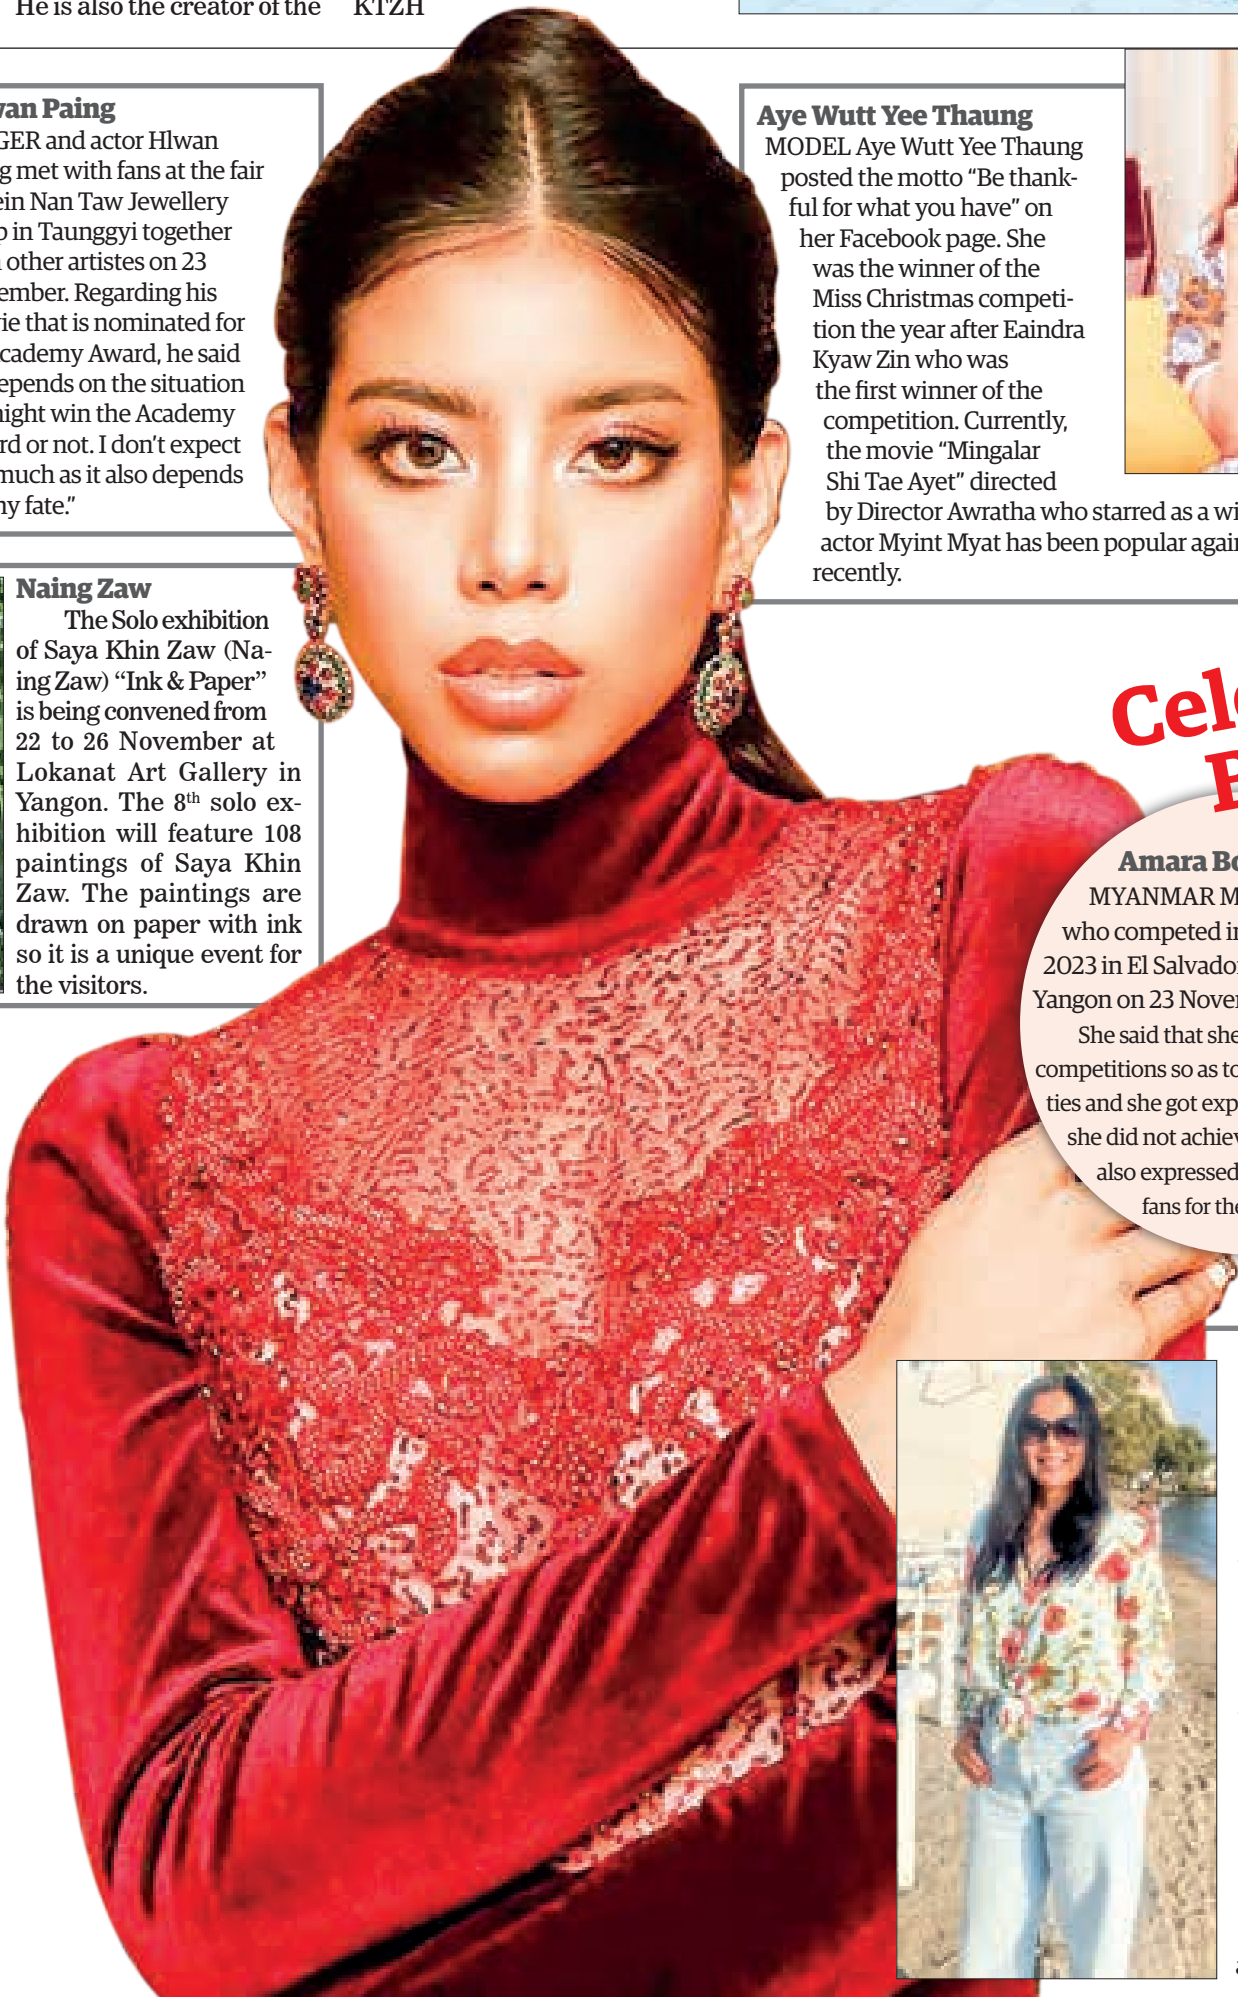 He is also the creator of the
KTZH
wan Paing
GER and actor Hlwan
g met with fans at the fair
ein Nan Taw Jewellery
p in Taunggyi together
other artistes on 23
ember. Regarding his
ie that is nominated for
cademy Award, he said
epends on the situation
night win the Academy
rd or not. I don't expect
much as it also depends
ny fate."
Naing Zaw
The Solo exhibition
of Saya Khin Zaw (Na-
ing Zaw) “Ink & Paper”
is being convened from
22 to 26 November at
Lokanat Art Gallery in
Yangon. The 8th solo ex-
hibition will feature 108
paintings of Saya Khin
Zaw. The paintings are
drawn on paper with ink
so it is a unique event for
the visitors.
Aye Wutt Yee Thaung
MODEL Aye Wutt Yee Thaung
posted the motto “Be thank-
ful for what you have” on
her Facebook page. She
was the winner of the
Miss Christmas competi-
tion the year after Eaindra
Kyaw Zin who was
the first winner of the
competition. Currently,
the movie “Mingalar
Shi Tae Ayet” directed
by Director Awratha who starred as a wi
actor Myint Myat has been popular again
recently.
Cele
Amara Bo
MYANMAR M
who competed in
2023 in El Salvador
Yangon on 23 Nover
She said that she
competitions so as to
ties and she got exp
she did not achiev
also expressed
fans for the